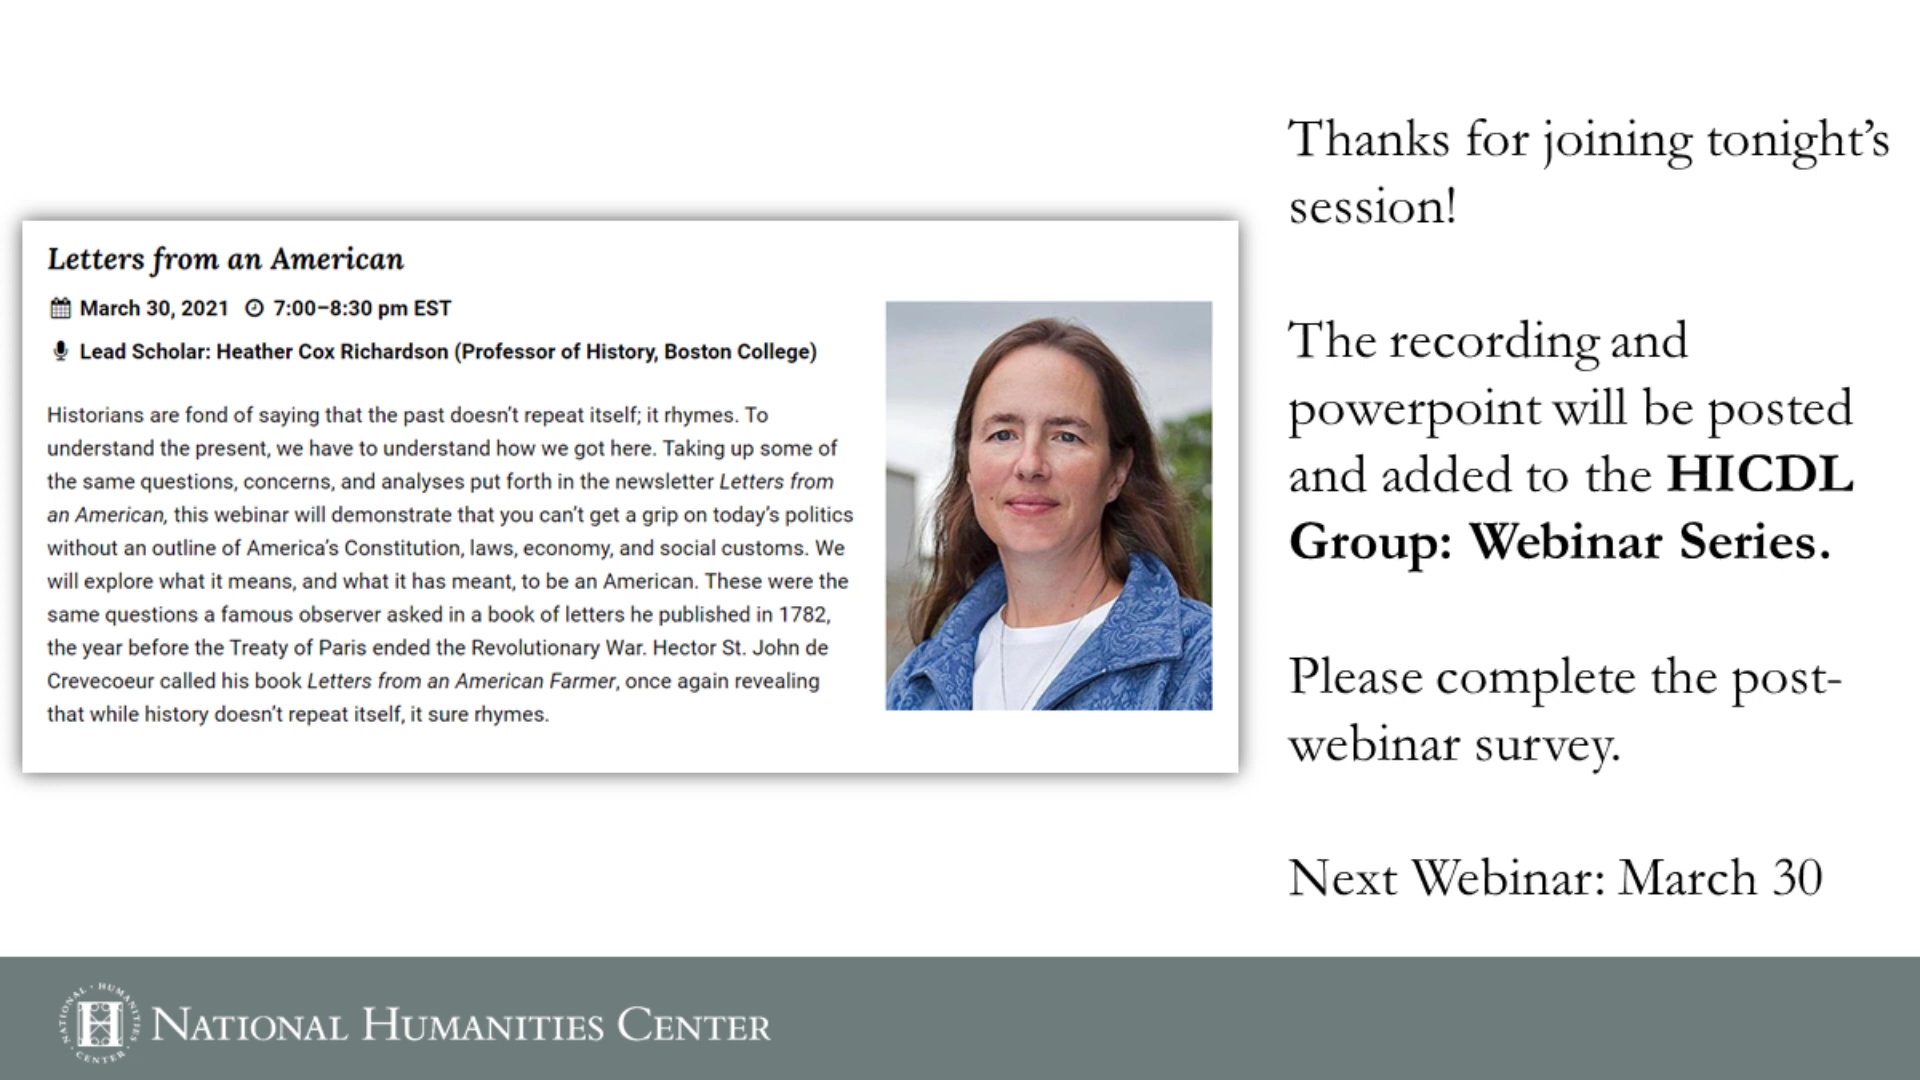 Letters from an American
March 30, 2021 7:00–8:30 pm EST
Lead Scholar: Heather Cox Richardson (Professor of History, Boston College)
Historians are fond of saying that the past doesn’t repeat itself; it rhymes. To
understand the present, we have to understand how we got here. Taking up some of
the same questions, concerns, and analyses put forth in the newsletter Letters from
an American, this webinar will demonstrate that you can’t get a grip on today’s politics
without an outline of America’s Constitution, laws, economy, and social customs. We
will explore what it means, and what it has meant, to be an American. These were the
same questions a famous observer asked in a book of letters he published in 1782,
the year before the Treaty of Paris ended the Revolutionary War. Hector St. John de
Crevecoeur called his book Letters from an American Farmer, once again revealing
that while history doesn’t repeat itself, it sure rhymes.
Thanks for joining tonight’s
session!
The recording and
powerpoint will be posted
and added to the HICDL
Group: Webinar Series.
Please complete the post-
webinar survey.
Next Webinar: March 30
NATIONAL · HUMANITIES · CENTER ·
H
NATIONAL HUMANITIES CENTER